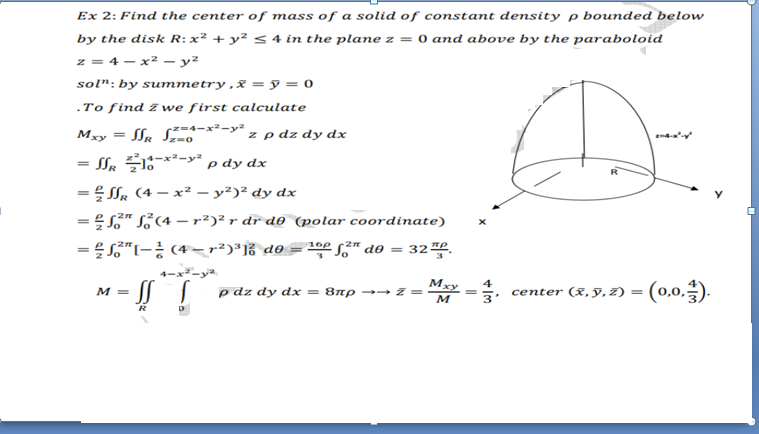 Ex 2: Find the center of mass of a solid of constant density ρ bounded below
by the disk R: x² + y² ≤ 4 in the plane z = 0 and above by the paraboloid
z = 4 − x² − y²
solⁿ: by summetry , x̄ = ȳ = 0
.To find z̄ we first calculate
Mxy = ∬R ∫_{z=0}^{z=4−x²−y²} z ρ dz dy dx
= ∬R z²/2]₀^{4−x²−y²} ρ dy dx
= ρ/2 ∬R (4 − x² − y²)² dy dx
= ρ/2 ∫₀^{2π} ∫₀²(4 − r²)² r dr dθ (polar coordinate)
= ρ/2 ∫₀^{2π}[−1/6 (4 − r²)³]₀² dθ = 16ρ/3 ∫₀^{2π} dθ = 32 πρ/3.
M = ∬R ∫₀^{4−x²−y²} ρ dz dy dx = 8πρ →→ z̄ = Mxy/M = 4/3, center (x̄, ȳ, z̄) = (0,0,4/3).
z=4-x²-y²
R
y
x